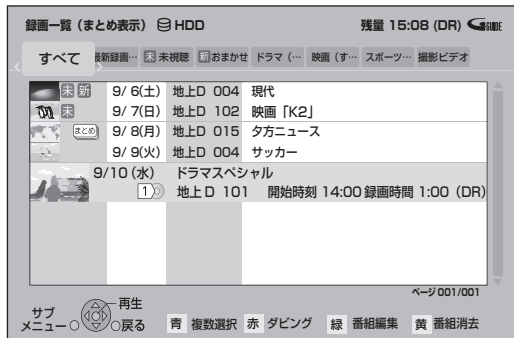 録画一覧（まとめ表示） HDD 残量 15:08 (DR) GGUIDE
すべて 最新録画… 未 未視聴 新 おまかせ ドラマ（… 映画（す… スポーツ… 撮影ビデオ
未 新 9/ 6(土) 地上D 004 現代
未 9/ 7(日) 地上D 102 映画「K2」
まとめ 9/ 8(月) 地上D 015 夕方ニュース
9/ 9(火) 地上D 004 サッカー
9/10 (水) ドラマスペシャル
1 地上D 101 開始時刻 14:00 録画時間 1:00 (DR)
ページ 001/001
サブメニュー 再生 戻る 青 複数選択 赤 ダビング 緑 番組編集 黄 番組消去